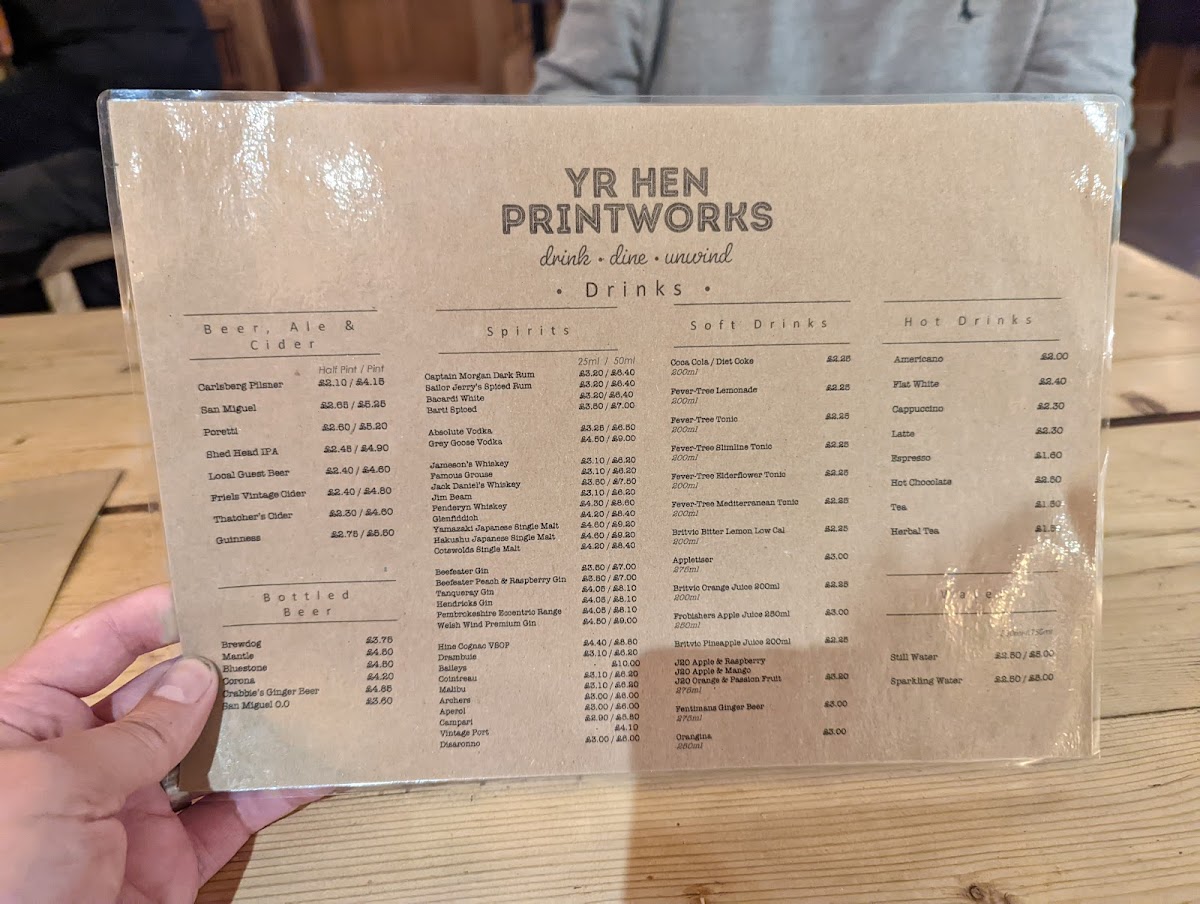 YR HEN
PRINTWORKS
drink • dine • unwind
• Drinks •
Beer, Ale &
Cider
Half Pint / Pint
Carlsberg Pilsner £2.10 / £4.15
San Miguel £2.65 / £5.25
Poretti £2.60 / £5.20
Shed Head IPA £2.45 / £4.90
Local Guest Beer £2.40 / £4.60
Friels Vintage Cider £2.40 / £4.80
Thatcher's Cider £2.30 / £4.60
Guinness £2.75 / £5.50
Bottled
Beer
Brewdog £3.75
Mantle £4.50
Bluestone £4.50
Corona £4.20
Crabbie's Ginger Beer £4.85
San Miguel 0.0 £3.60
Spirits
25ml / 50ml
Captain Morgan Dark Rum £3.20 / £6.40
Sailor Jerry's Spiced Rum £3.20 / £6.40
Bacardi White £3.20/ £6.40
Barti Spiced £3.50 / £7.00
Absolute Vodka £3.25 / £6.50
Grey Goose Vodka £4.50 / £9.00
Jameson's Whiskey £3.10 / £6.20
Famous Grouse £3.10 / £6.20
Jack Daniel's Whiskey
Jim Beam £3.10 / £6.20
Penderyn Whiskey
Glenfiddich £4.20 / £8.40
Yamazaki Japanese Single Malt £4.60 / £9.20
Hakushu Japanese Single Malt £4.60 / £9.20
Cotswolds Single Malt £4.20 / £8.40
Beefeater Gin £3.50 / £7.00
Beefeater Peach & Raspberry Gin £3.50 / £7.00
Tanqueray Gin £4.05 / £8.10
Hendricks Gin £4.05 / £8.10
Pembrokeshire Eccentric Range £4.05 / £8.10
Welsh Wind Premium Gin £4.50 / £9.00
Hine Cognac VSOP £4.40 / £8.80
Drambuie £3.10 / £6.20
Baileys £10.00
Cointreau £3.10 / £6.20
Malibu £3.10 / £6.20
Archers £3.00 / £6.00
Aperol £3.00 / £6.00
Campari £2.90 / £5.80
Vintage Port £4.10
Disaronno £3.00 / £6.00
Soft Drinks
Coca Cola / Diet Coke £2.25
200ml
Fever-Tree Lemonade £2.25
200ml
Fever-Tree Tonic £2.25
200ml
Fever-Tree Slimline Tonic £2.25
200ml
Fever-Tree Elderflower Tonic £2.25
200ml
Fever-Tree Mediterranean Tonic £2.25
200ml
Britvic Bitter Lemon Low Cal £2.25
200ml
Appletiser £3.00
275ml
Britvic Orange Juice 200ml £2.25
200ml
Frobishers Apple Juice 250ml £3.00
250ml
Britvic Pineapple Juice 200ml £2.25
J20 Apple & Raspberry
J20 Apple & Mango
J20 Orange & Passion Fruit £3.20
275ml
Fentimans Ginger Beer £3.00
275ml
Orangina £3.00
250ml
Hot Drinks
Americano £2.00
Flat White £2.40
Cappuccino £2.30
Latte £2.30
Espresso £1.60
Hot Chocolate £2.50
Tea £1.50
Herbal Tea
Water
Still Water £2.50 / £5.00
Sparkling Water £2.50 / £5.00